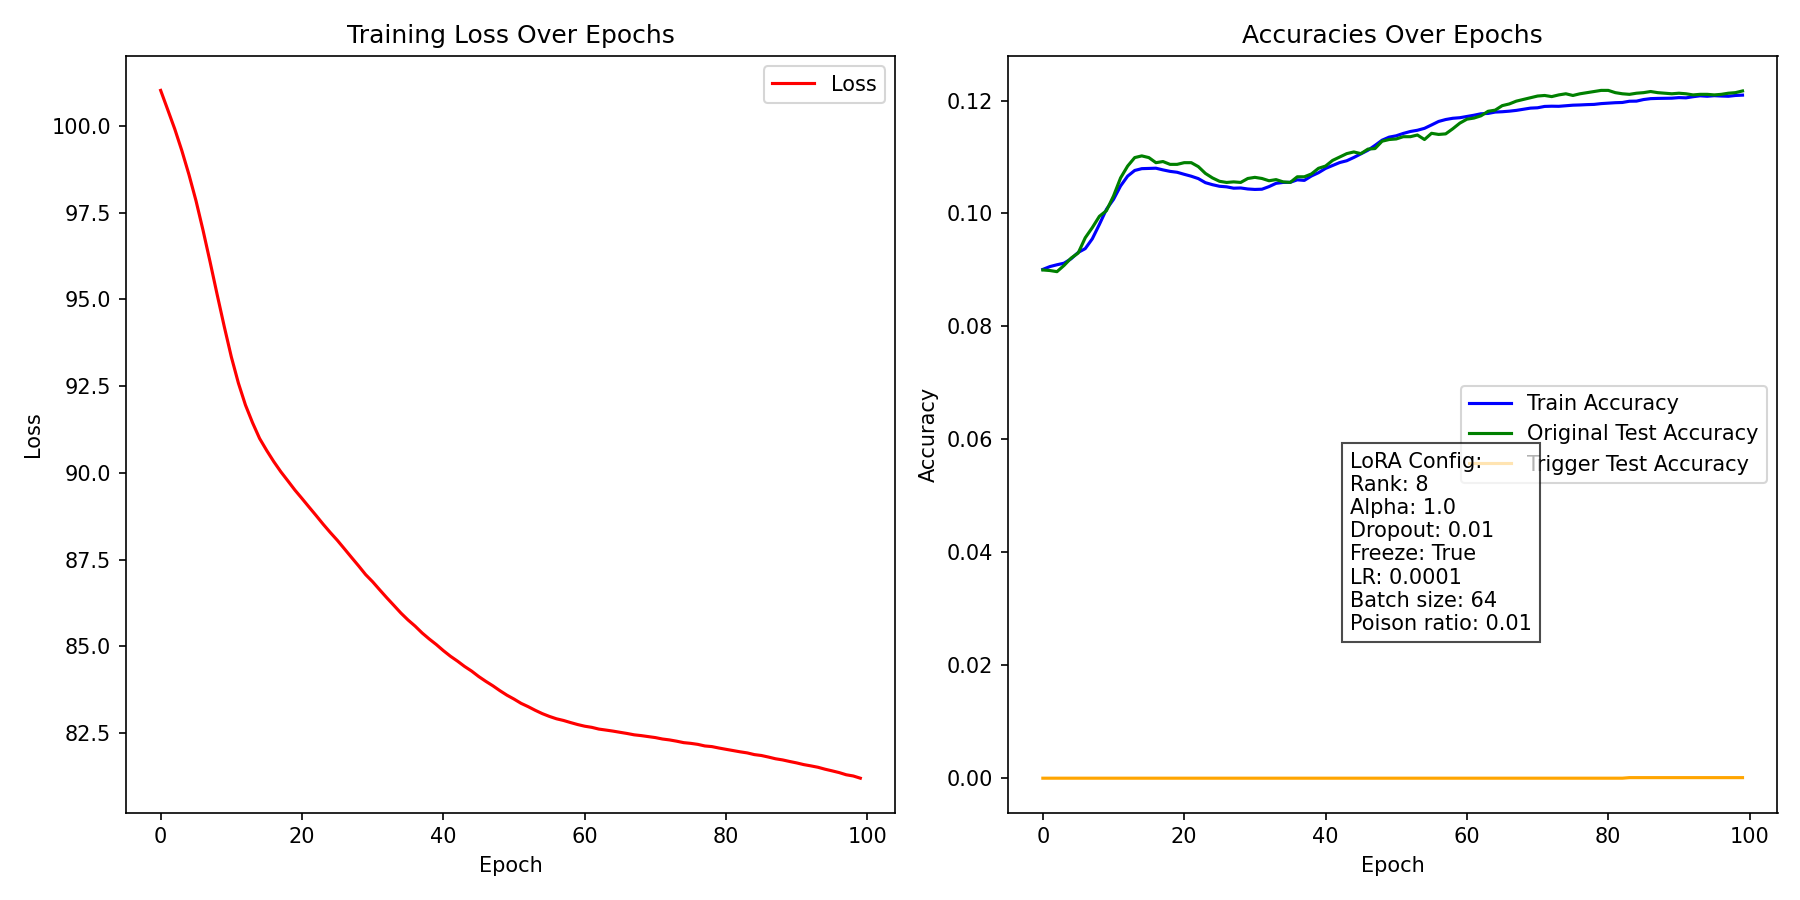 Training Loss Over Epochs
Loss
100.0
97.5
95.0
92.5
90.0
87.5
85.0
82.5
Loss
0
20
40
60
80
100
Epoch
Accuracies Over Epochs
0.12
0.10
0.08
0.06
0.04
0.02
0.00
Accuracy
Train Accuracy
Original Test Accuracy
Trigger Test Accuracy
LoRA Config:
Rank: 8
Alpha: 1.0
Dropout: 0.01
Freeze: True
LR: 0.0001
Batch size: 64
Poison ratio: 0.01
0
20
40
60
80
100
Epoch